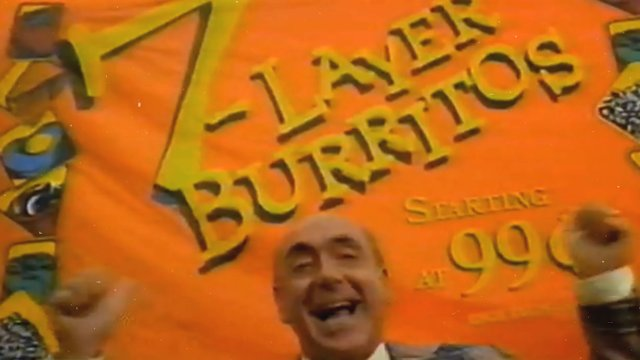 7-LAYER
BURRITOS
STARTING
AT 99¢